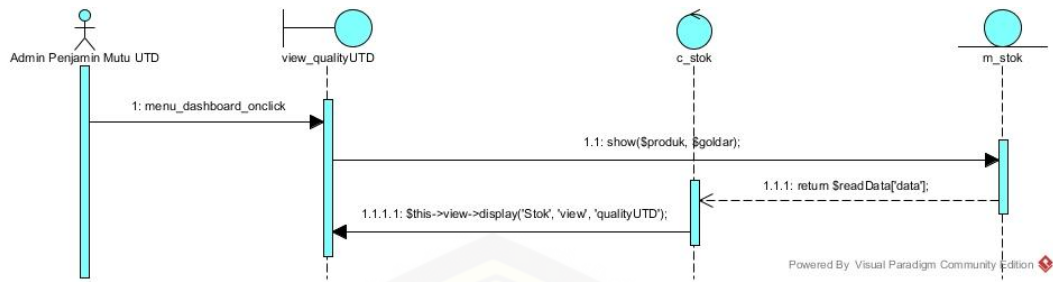 Admin Penjamin Mutu UTD
view_qualityUTD
c_stok
m_stok
1: menu_dashboard_onclick
1.1: show($produk, $goldar);
1.1.1: return $readData['data'];
1.1.1.1: $this->view->display('Stok', 'view', 'qualityUTD');
Powered By Visual Paradigm Community Edition